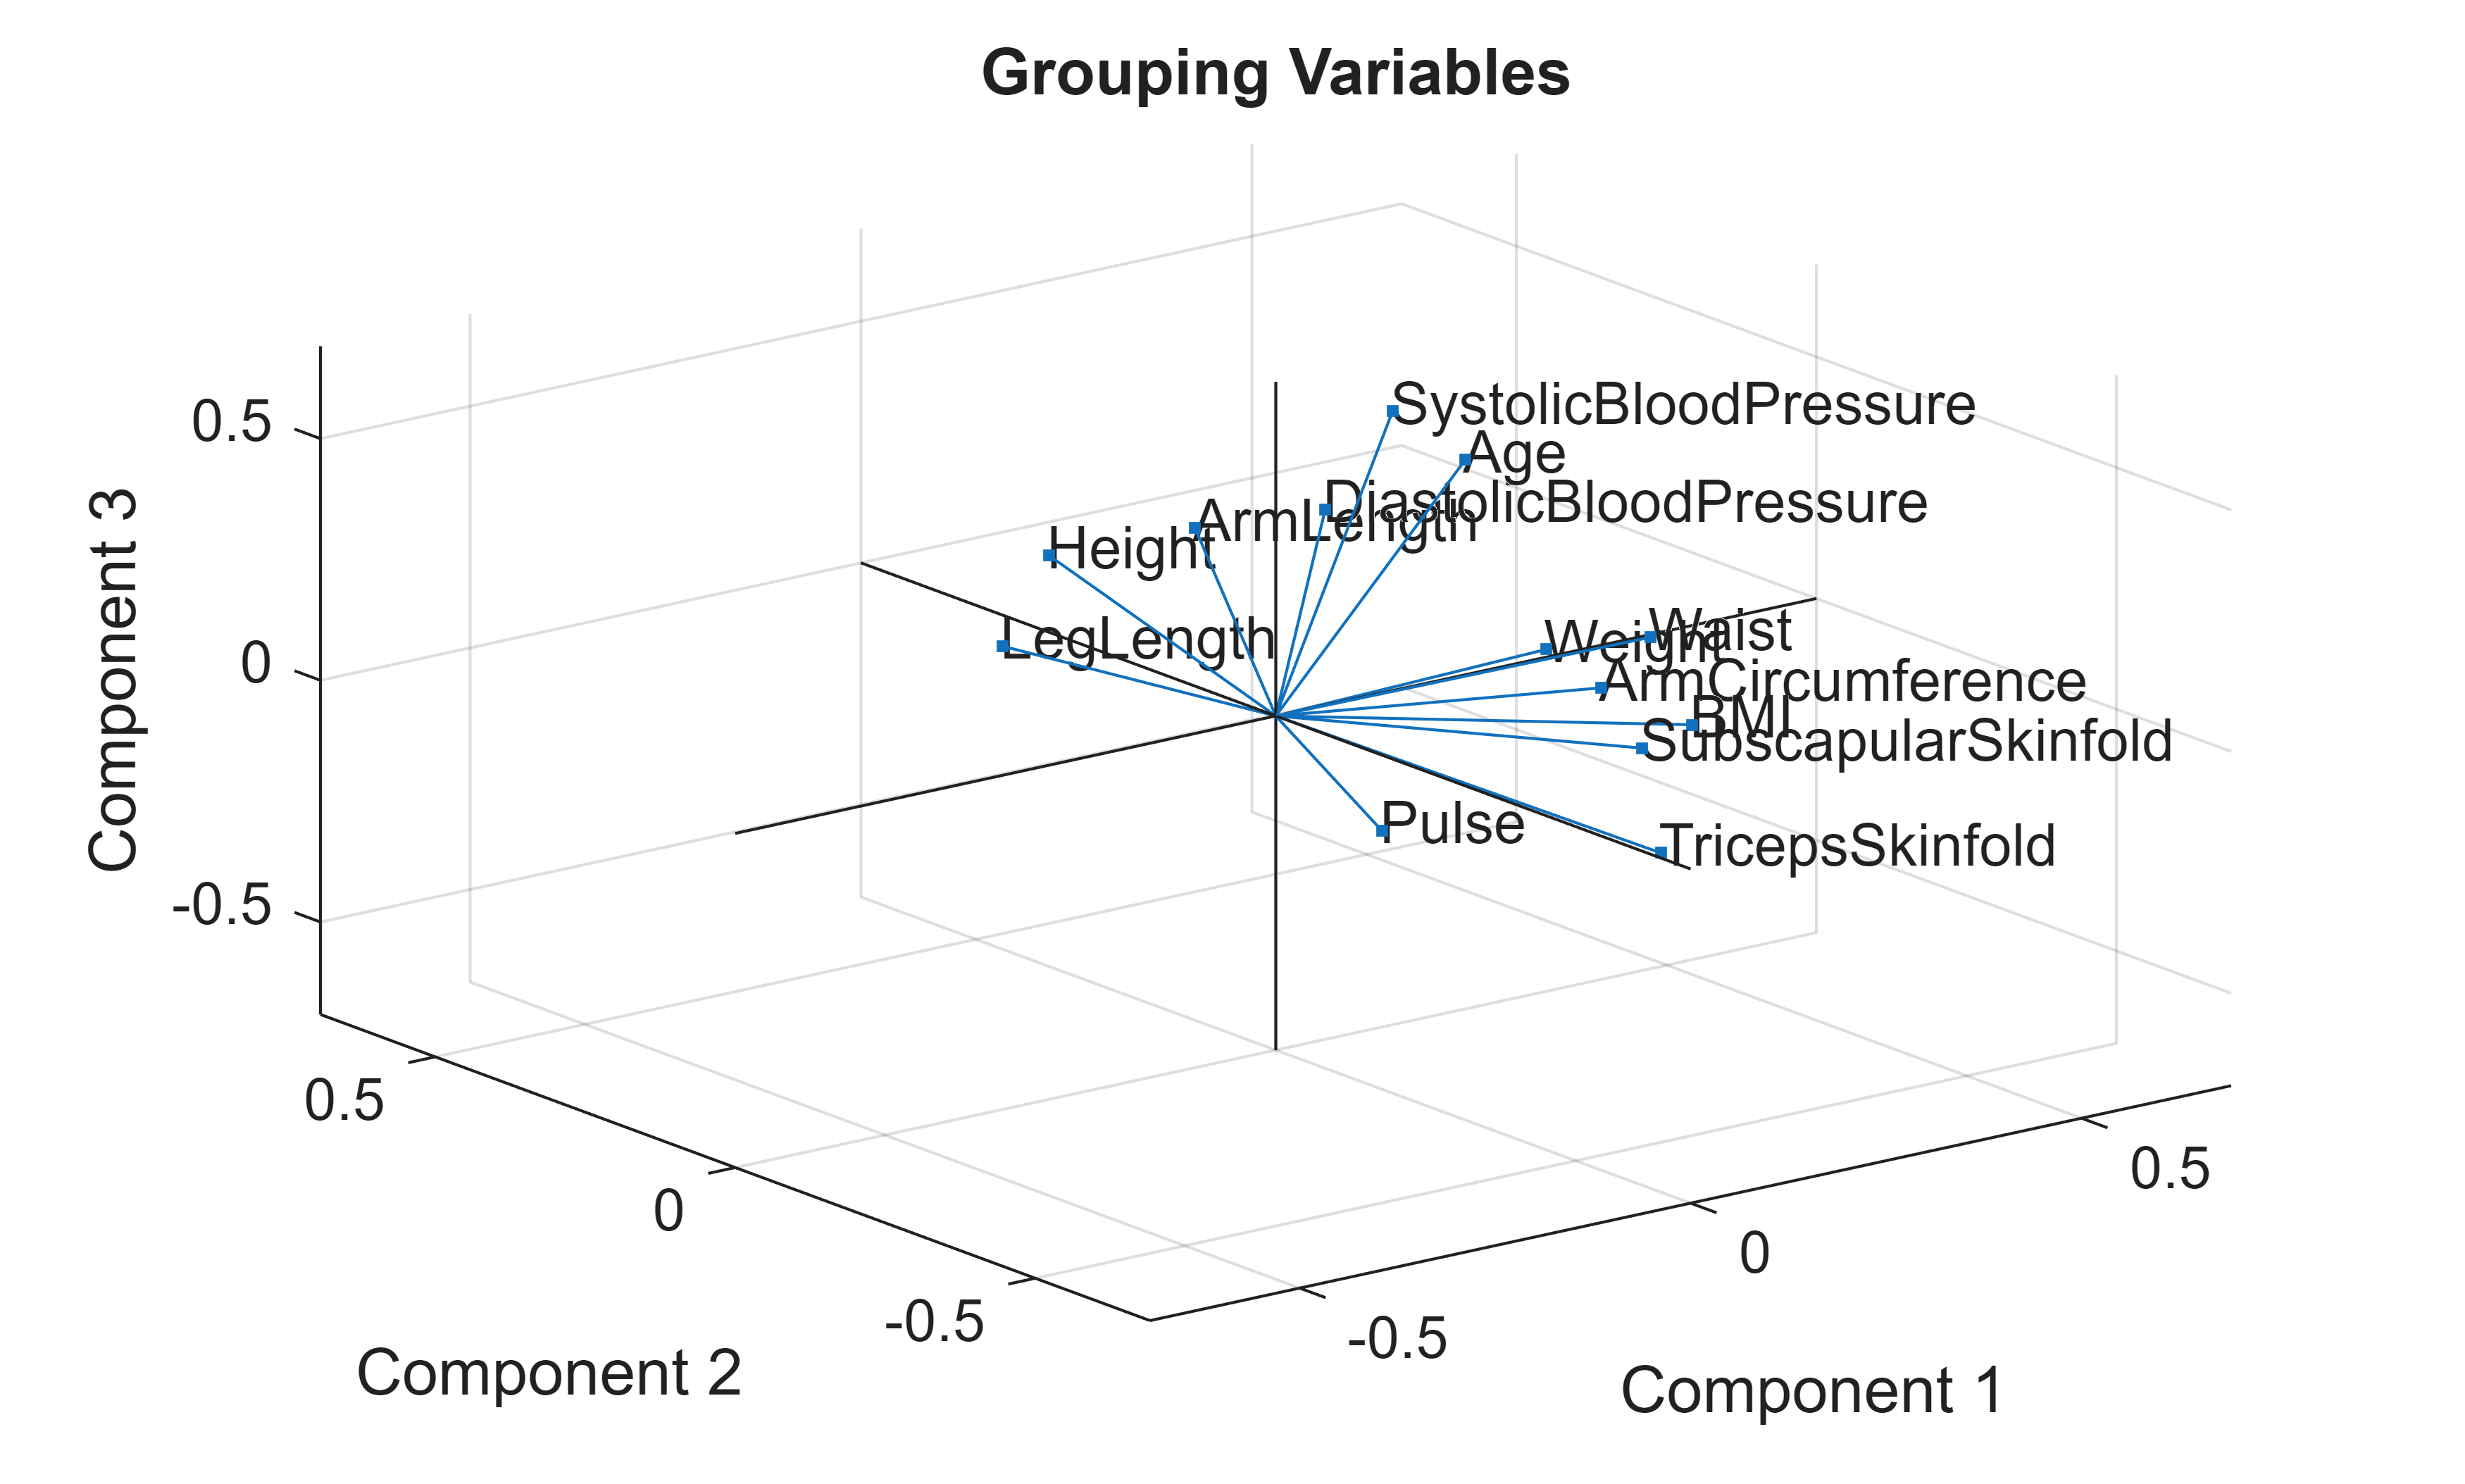 Grouping Variables
SystolicBloodPressure
Age
DiastolicBloodPressure
ArmLength
Height
LegLength
Waist
Weight
ArmCircumference
BMI
SubscapularSkinfold
Pulse
TricepsSkinfold
Component 3
0.5
0
-0.5
Component 2
0.5
0
-0.5
Component 1
-0.5
0
0.5